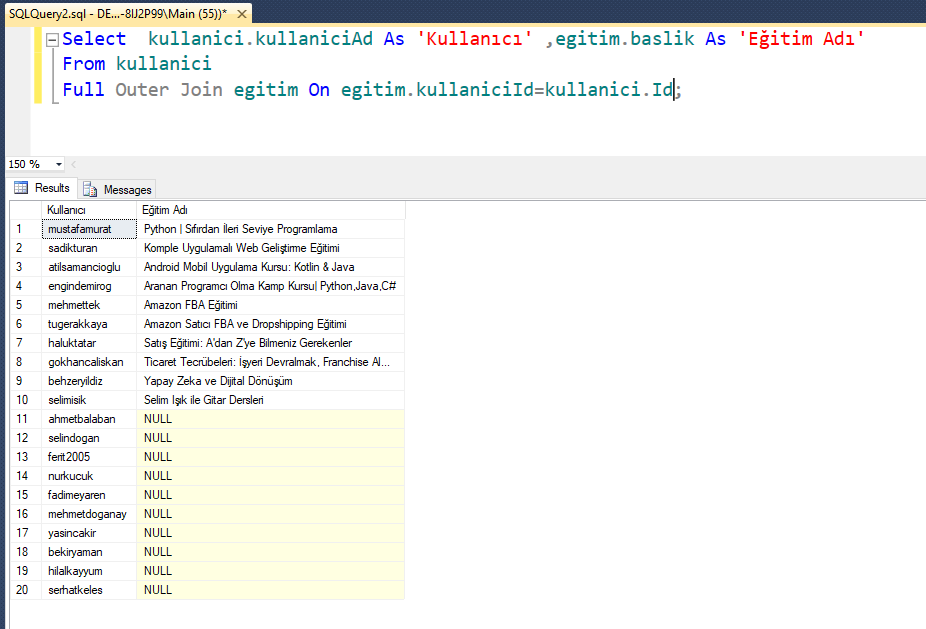 SQLQuery2.sql - DE...-8IJ2P99\Main (55))* ✕
Select kullanici.kullaniciAd As 'Kullanıcı' ,egitim.baslik As 'Eğitim Adı'
From kullanici
Full Outer Join egitim On egitim.kullaniciId=kullanici.Id;
150 %
Results Messages
Kullanıcı Eğitim Adı
1 mustafamurat Python | Sıfırdan İleri Seviye Programlama
2 sadikturan Komple Uygulamalı Web Geliştirme Eğitimi
3 atilsamancioglu Android Mobil Uygulama Kursu: Kotlin & Java
4 engindemirog Aranan Programcı Olma Kamp Kursu| Python,Java,C#
5 mehmettek Amazon FBA Eğitimi
6 tugerakkaya Amazon Satıcı FBA ve Dropshipping Eğitimi
7 haluktatar Satış Eğitimi: A'dan Z'ye Bilmeniz Gerekenler
8 gokhancaliskan Ticaret Tecrübeleri: İşyeri Devralmak, Franchise Al...
9 behzeryildiz Yapay Zeka ve Dijital Dönüşüm
10 selimisik Selim Işık ile Gitar Dersleri
11 ahmetbalaban NULL
12 selindogan NULL
13 ferit2005 NULL
14 nurkucuk NULL
15 fadimeyaren NULL
16 mehmetdoganay NULL
17 yasincakir NULL
18 bekiryaman NULL
19 hilalkayyum NULL
20 serhatkeles NULL